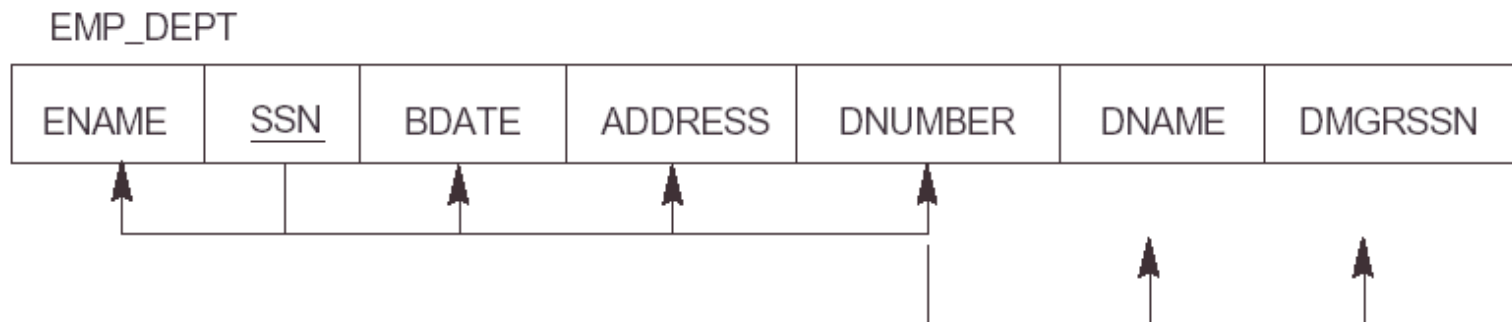 EMP_DEPT
ENAME SSN BDATE ADDRESS DNUMBER DNAME DMGRSSN